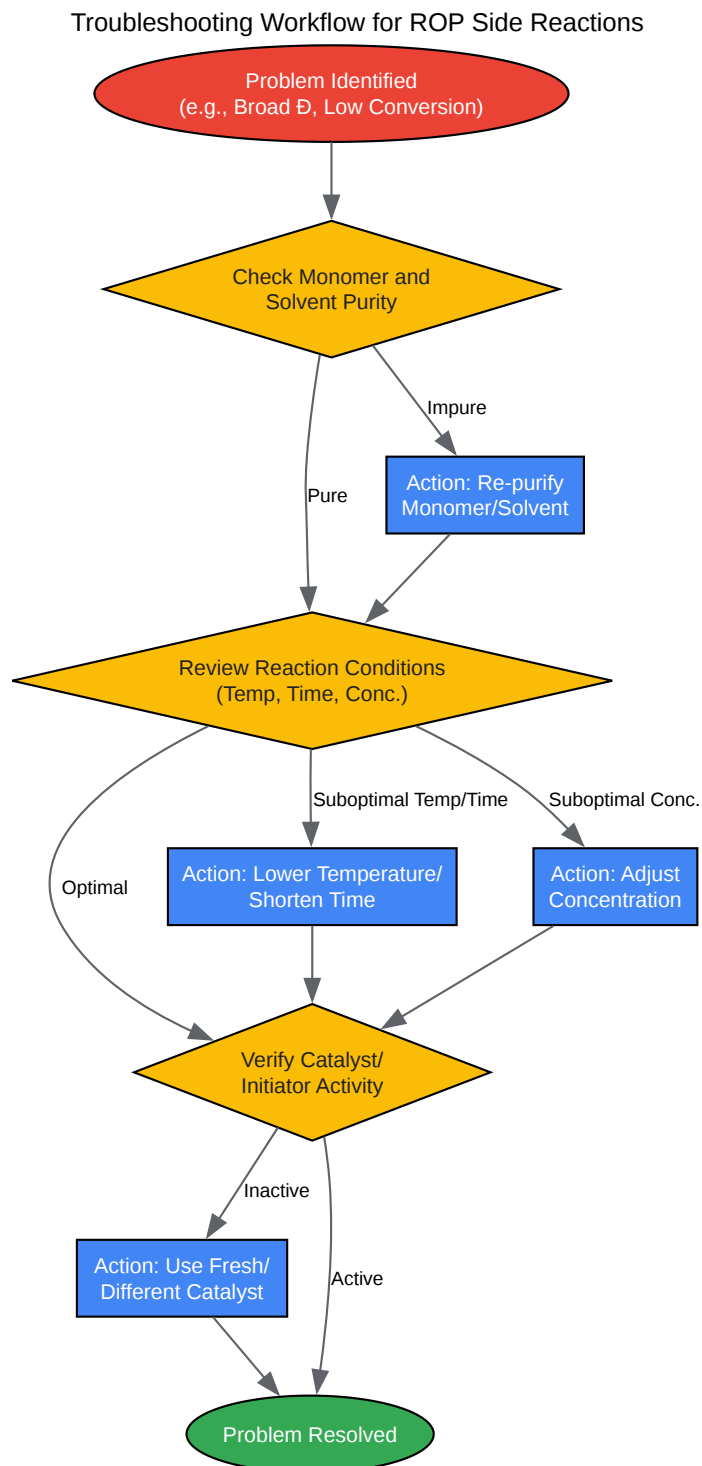 Troubleshooting Workflow for ROP Side Reactions
Problem Identified
(e.g., Broad Đ, Low Conversion)
Check Monomer and
Solvent Purity
Impure
Action: Re-purify
Monomer/Solvent
Pure
Review Reaction Conditions
(Temp, Time, Conc.)
Suboptimal Temp/Time
Suboptimal Conc.
Action: Lower Temperature/
Shorten Time
Action: Adjust
Concentration
Optimal
Verify Catalyst/
Initiator Activity
Inactive
Action: Use Fresh/
Different Catalyst
Active
Problem Resolved